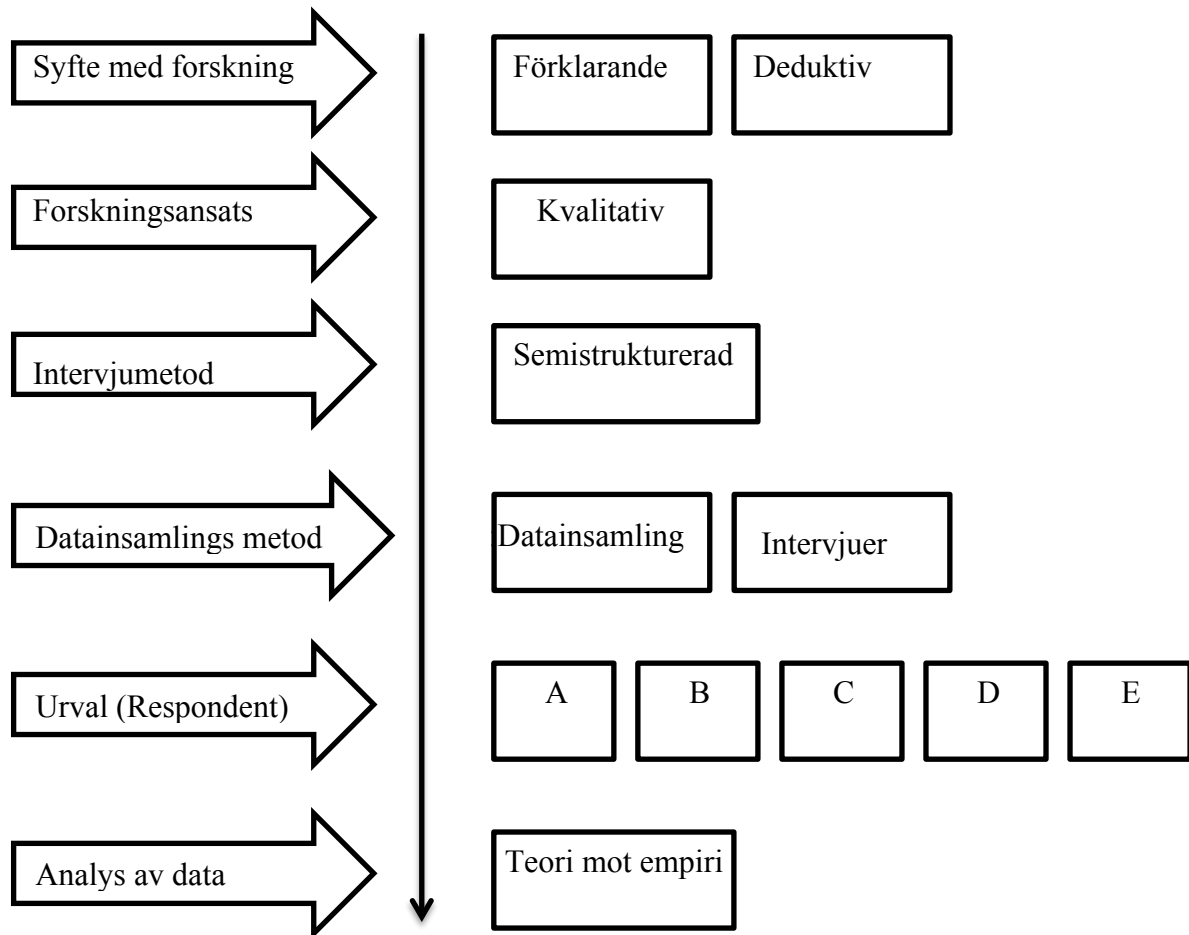 Syfte med forskning
Förklarande
Deduktiv
Forskningsansats
Kvalitativ
Intervjumetod
Semistrukturerad
Datainsamlings metod
Datainsamling
Intervjuer
Urval (Respondent)
A
B
C
D
E
Analys av data
Teori mot empiri